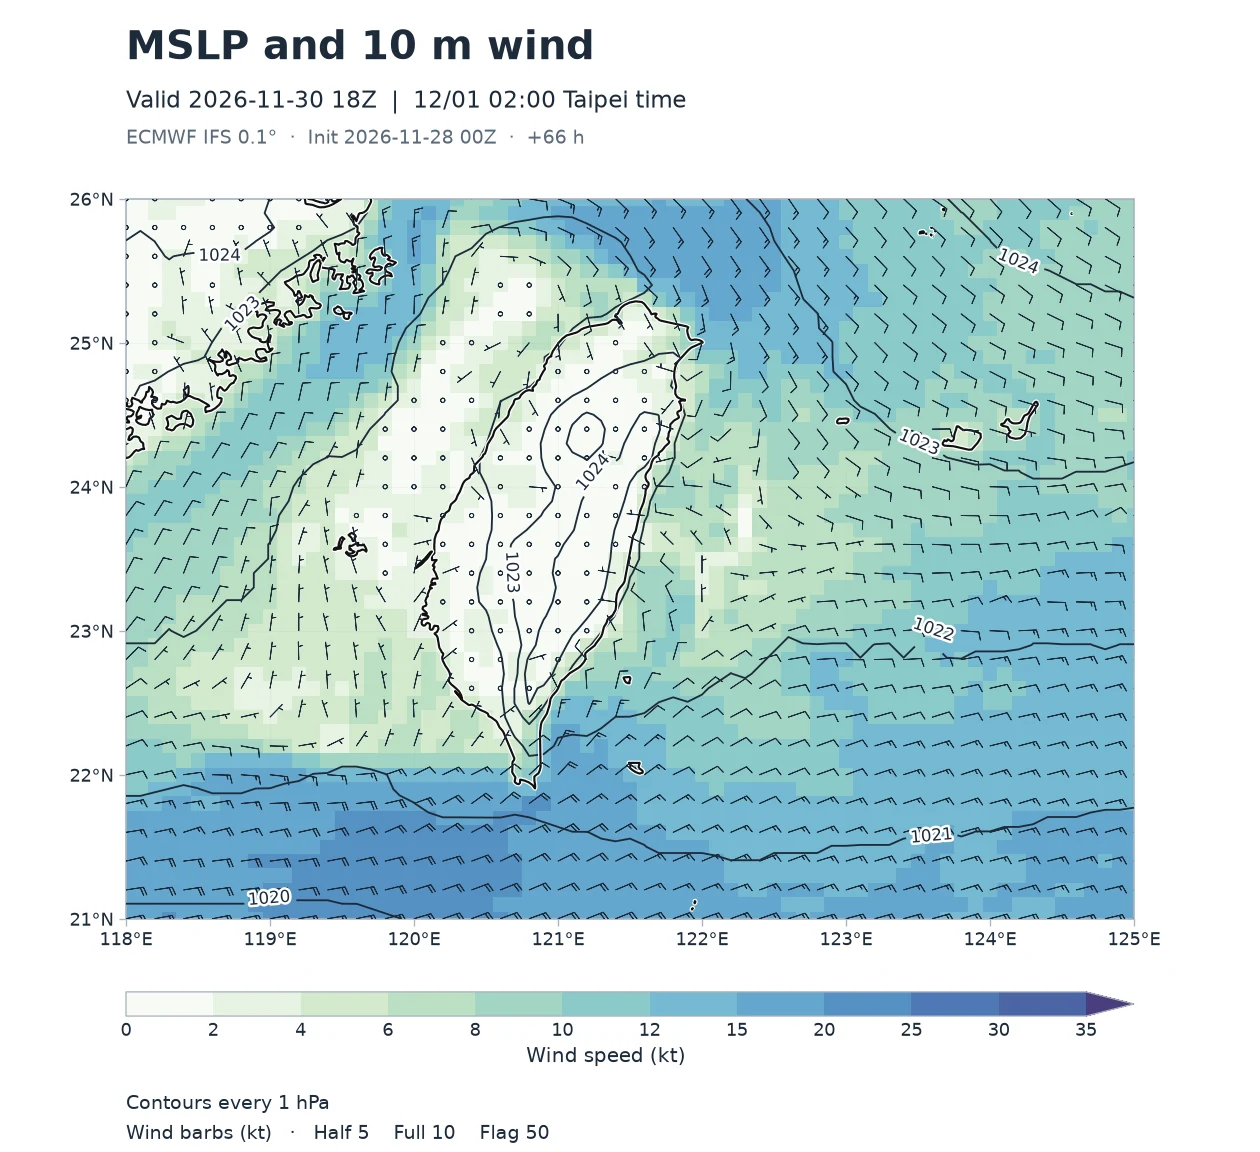 MSLP and 10 m wind
Valid 2026-11-30 18Z | 12/01 02:00 Taipei time
ECMWF IFS 0.1° · Init 2026-11-28 00Z · +66 h
26°N
25°N
24°N
23°N
22°N
21°N
1024
1023
1024
1023
1024
1023
1022
1021
1020
118°E 119°E 120°E 121°E 122°E 123°E 124°E 125°E
0 2 4 6 8 10 12 15 20 25 30 35
Wind speed (kt)
Contours every 1 hPa
Wind barbs (kt) · Half 5 Full 10 Flag 50